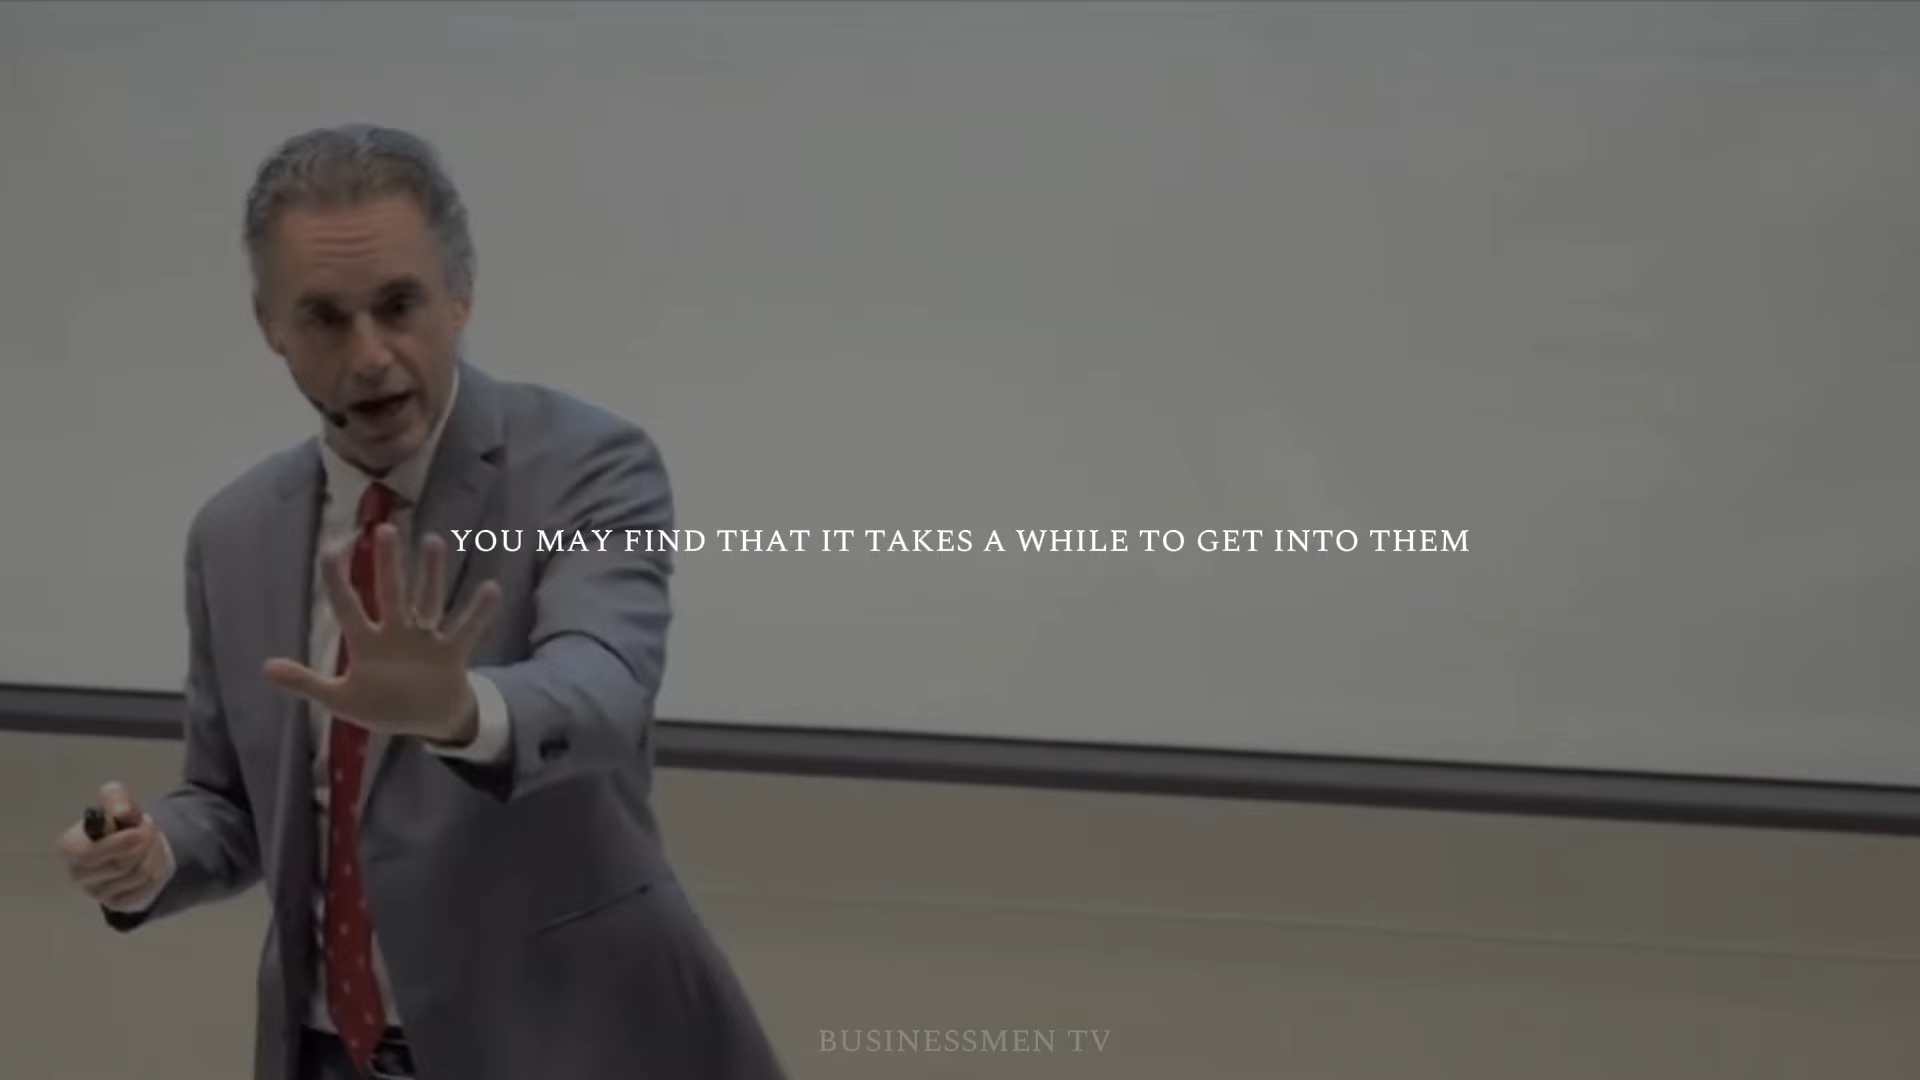 YOU MAY FIND THAT IT TAKES A WHILE TO GET INTO THEM
BUSINESSMEN TV